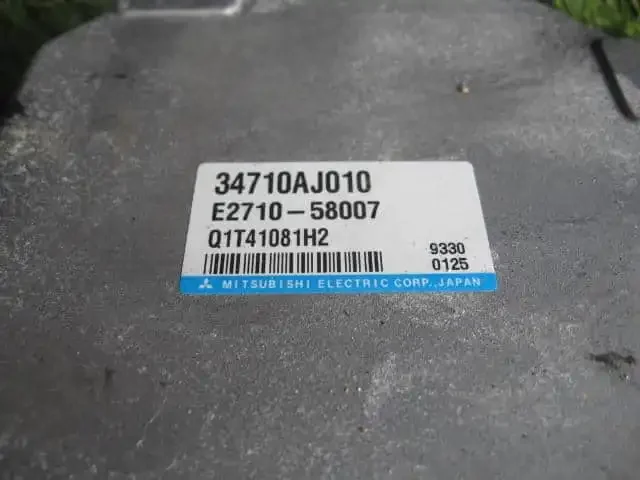 34710AJ010
E2710-58007
Q1T41081H2
9330
0125
MITSUBISHI ELECTRIC CORP., JAPAN